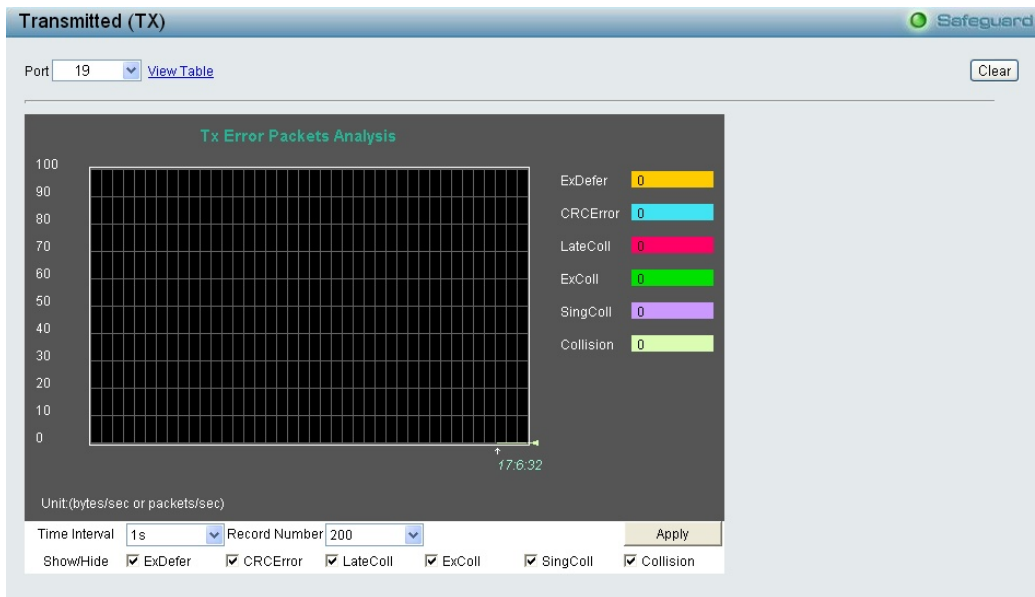 Transmitted (TX)
Safeguard
Port 19 View Table
Clear
Tx Error Packets Analysis
100
90
80
70
60
50
40
30
20
10
0
ExDefer 0
CRCError 0
LateColl 0
ExColl 0
SingColl 0
Collision 0
17:6:32
Unit:(bytes/sec or packets/sec)
Time Interval 1s Record Number 200 Apply
Show/Hide ExDefer CRCError LateColl ExColl SingColl Collision